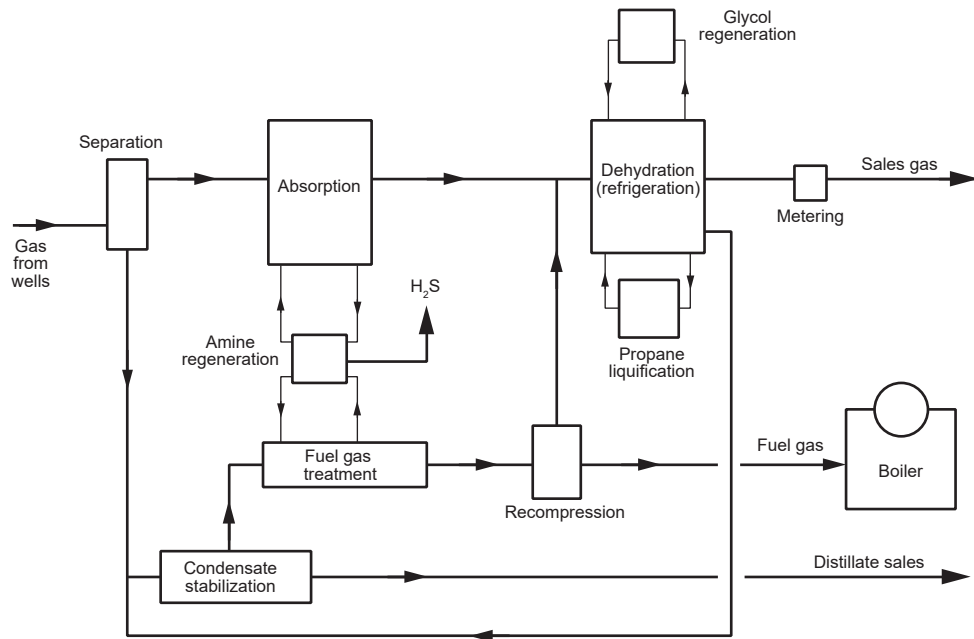 Glycol
regeneration
Separation
Absorption
Dehydration
(refrigeration)
Sales gas
Metering
Gas
from
wells
H₂S
Amine
regeneration
Propane
liquification
Fuel gas
treatment
Fuel gas
Boiler
Recompression
Condensate
stabilization
Distillate sales